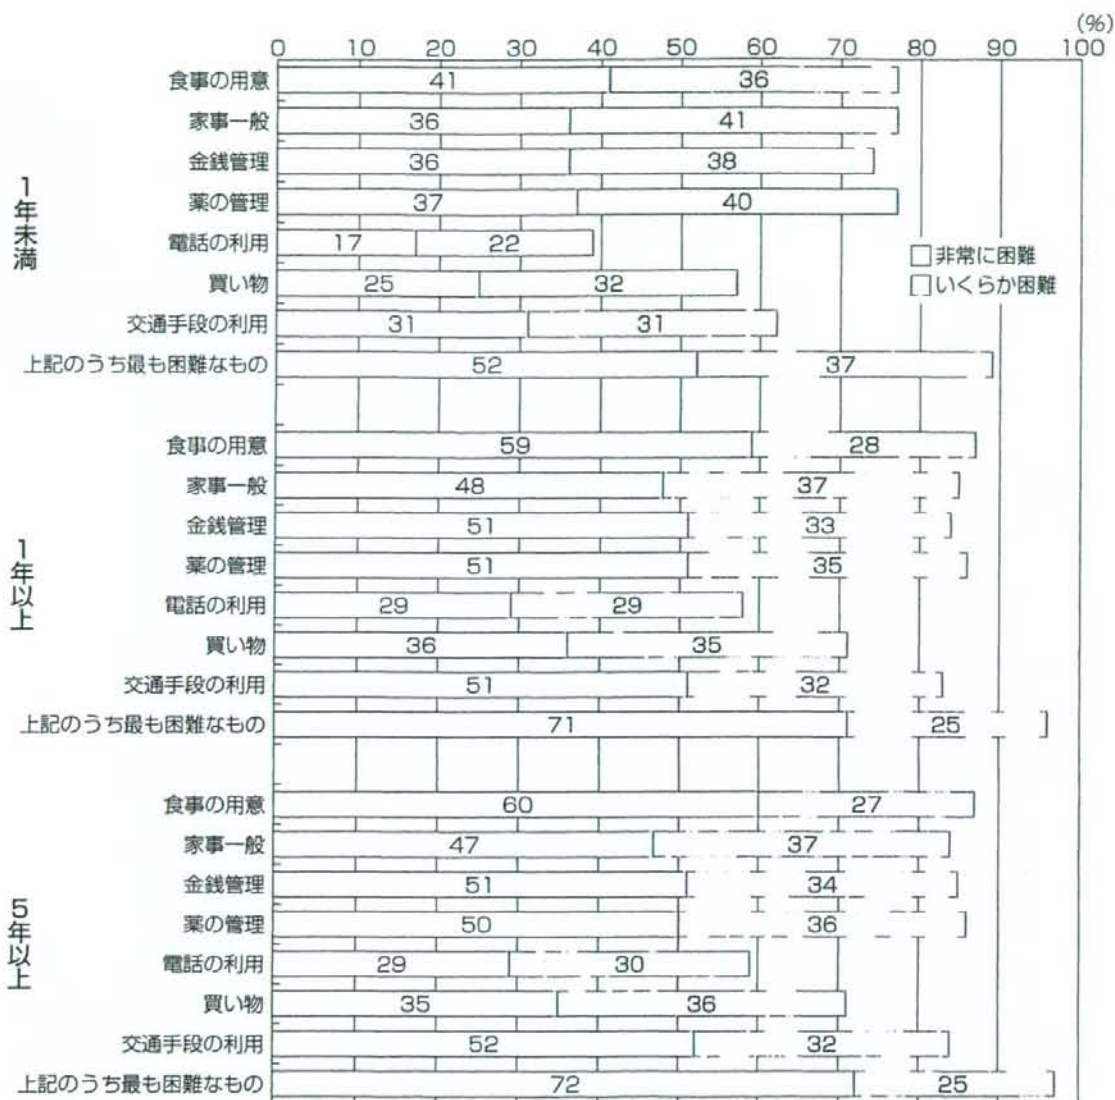 (%)
0 10 20 30 40 50 60 70 80 90 100
1年未満
食事の用意 41 36
家事一般 36 41
金銭管理 36 38
薬の管理 37 40
電話の利用 17 22
買い物 25 32
交通手段の利用 31 31
上記のうち最も困難なもの 52 37
非常に困難
いくらか困難
1年以上
食事の用意 59 28
家事一般 48 37
金銭管理 51 33
薬の管理 51 35
電話の利用 29 29
買い物 36 35
交通手段の利用 51 32
上記のうち最も困難なもの 71 25
5年以上
食事の用意 60 27
家事一般 47 37
金銭管理 51 34
薬の管理 50 36
電話の利用 29 30
買い物 35 36
交通手段の利用 52 32
上記のうち最も困難なもの 72 25